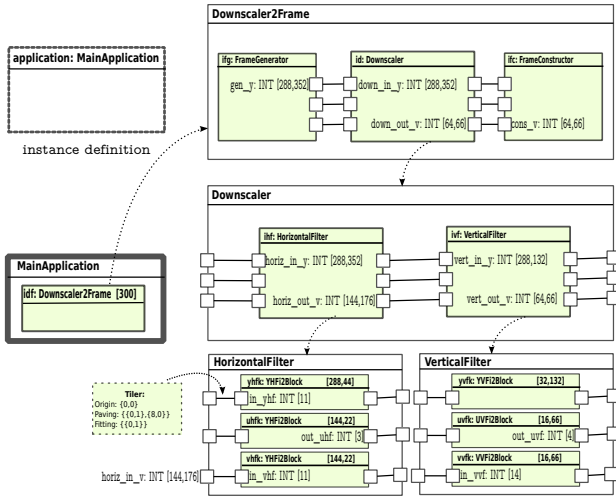 Downscaler2Frame
application: MainApplication
ifg: FrameGenerator
id: Downscaler
ifc: FrameConstructor
gen_y: INT [288,352]
down_in_y: INT [288,352]
down_out_v: INT [64,66]
cons_v: INT [64,66]
instance definition
Downscaler
ihf: HorizontalFilter
ivf: VerticalFilter
horiz_in_y: INT [288,352]
vert_in_y: INT [288,132]
horiz_out_v: INT [144,176]
vert_out_v: INT [64,66]
MainApplication
idf: Downscaler2Frame [300]
HorizontalFilter
VerticalFilter
yhfk: YHFi2Block [288,44]
in_yhf: INT [11]
yvfk: YVFi2Block [32,132]
Tiler:
Origin: {0,0}
Paving: {{0,1},{8,0}}
Fitting: {{0,1}}
uhfk: YHFi2Block [144,22]
out_uhf: INT [3]
uvfk: UVFi2Block [16,66]
out_uvf: INT [4]
vhfk: YHFi2Block [144,22]
in_yhf: INT [11]
vvfk: VVFi2Block [16,66]
in_vvf: INT [14]
horiz_in_v: INT [144,176]